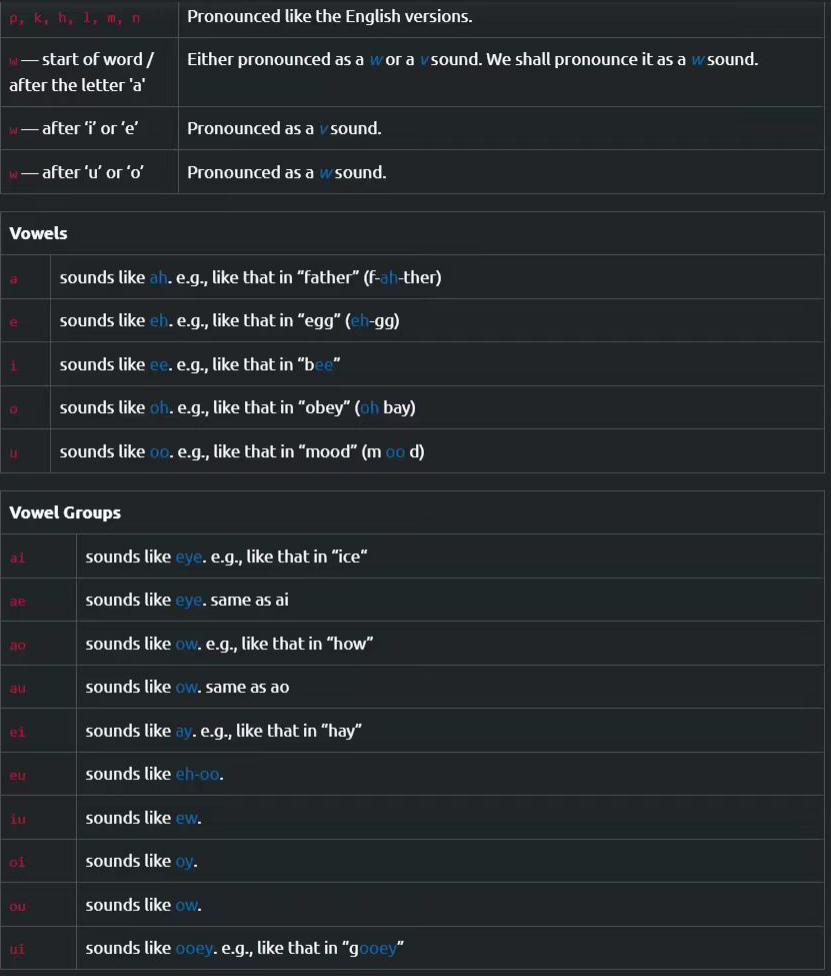 p, k, h, l, m, n Pronounced like the English versions.
w — start of word / Either pronounced as a w or a v sound. We shall pronounce it as a w sound.
after the letter 'a'
w — after ‘i’ or ‘e’ Pronounced as a v sound.
w — after ‘u’ or ‘o’ Pronounced as a w sound.
Vowels
a sounds like ah. e.g., like that in “father” (f-ah-ther)
e sounds like eh. e.g., like that in “egg” (eh-gg)
i sounds like ee. e.g., like that in “bee”
o sounds like oh. e.g., like that in “obey” (oh bay)
u sounds like oo. e.g., like that in “mood” (m oo d)
Vowel Groups
ai sounds like eye. e.g., like that in “ice“
ae sounds like eye. same as ai
ao sounds like ow. e.g., like that in “how”
au sounds like ow. same as ao
ei sounds like ay. e.g., like that in “hay”
eu sounds like eh-oo.
iu sounds like ew.
oi sounds like oy.
ou sounds like ow.
ui sounds like ooey. e.g., like that in “gooey”